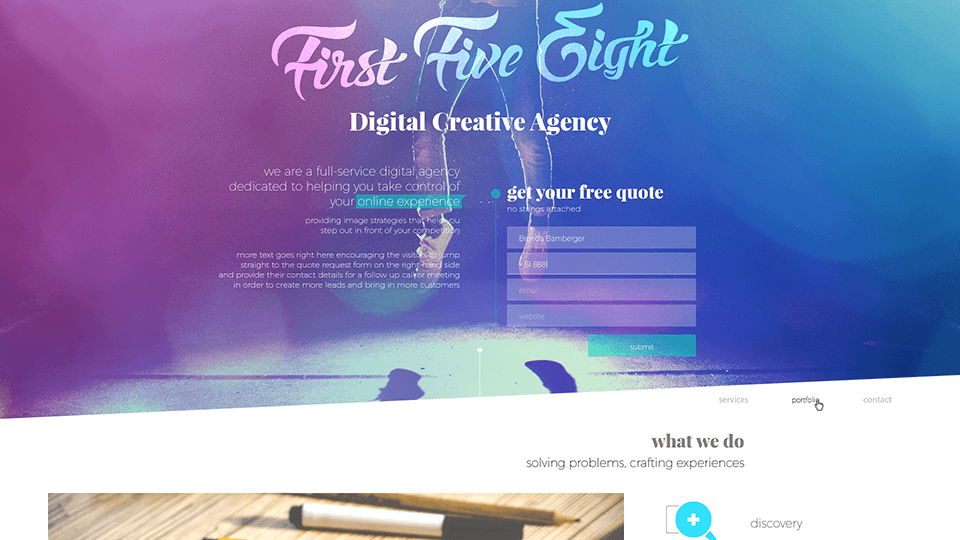 First Five Eight
Digital Creative Agency
we are a full-service digital agency
dedicated to helping you take control of
your online experience
providing image strategies that help you
step out in front of your competition
more text goes right here encouraging the visitors to jump
straight to the quote request form on the right hand side
and provide their contact details for a follow up call or meeting
in order to create more leads and bring in more customers
get your free quote
no strings attached
Brenda Bamberger
email
website
submit
services
portfolio
contact
what we do
solving problems, crafting experiences
discovery